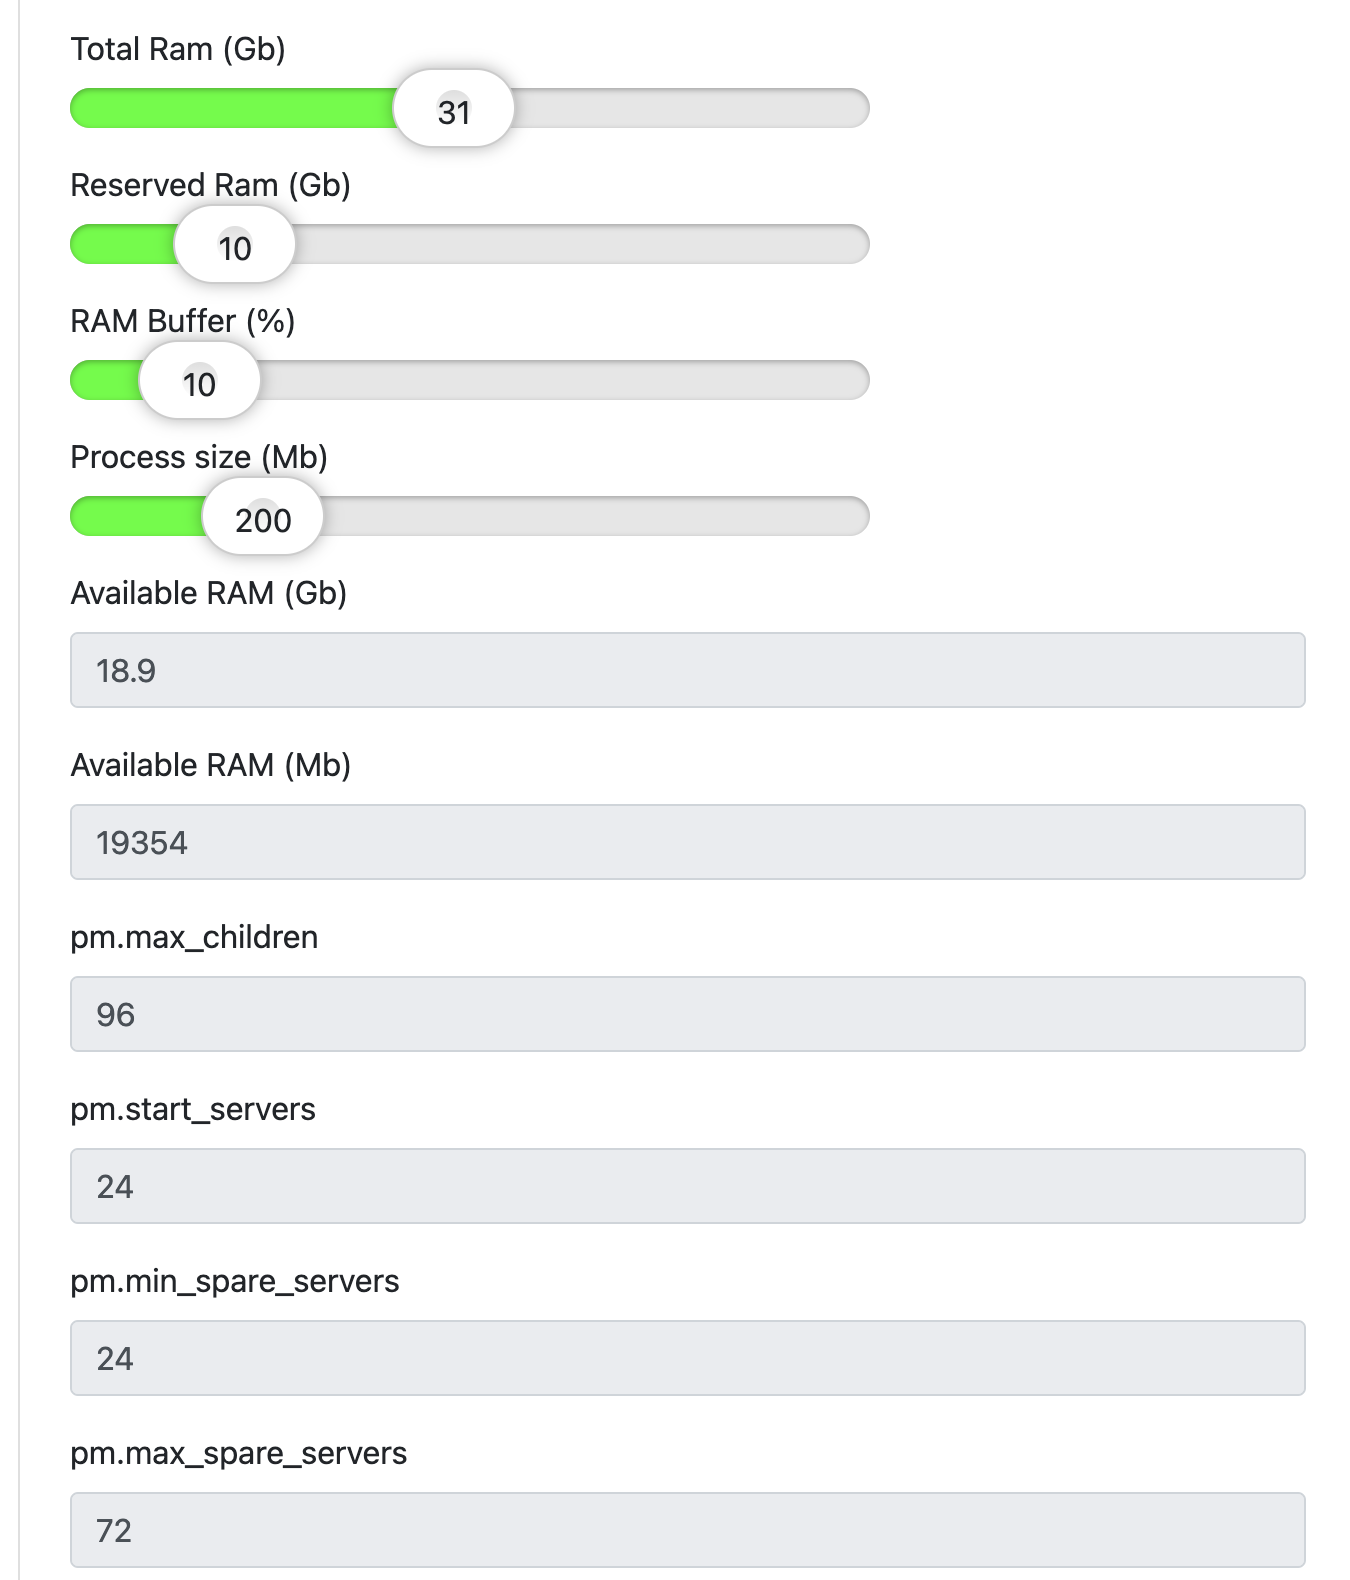 Total Ram (Gb)
31
Reserved Ram (Gb)
10
RAM Buffer (%)
10
Process size (Mb)
200
Available RAM (Gb)
18.9
Available RAM (Mb)
19354
pm.max_children
96
pm.start_servers
24
pm.min_spare_servers
24
pm.max_spare_servers
72